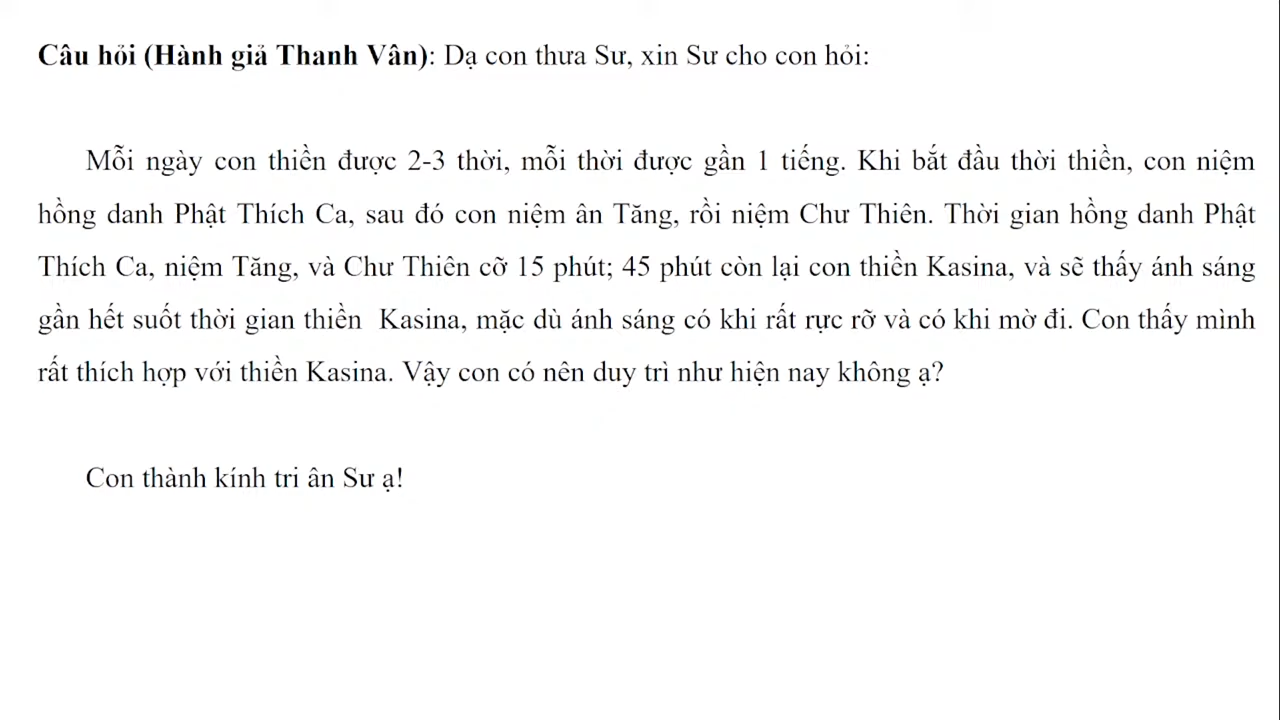 Câu hỏi (Hành giả Thanh Vân): Dạ con thưa Sư, xin Sư cho con hỏi:
Mỗi ngày con thiền được 2-3 thời, mỗi thời được gần 1 tiếng. Khi bắt đầu thời thiền, con niệm
hồng danh Phật Thích Ca, sau đó con niệm ân Tăng, rồi niệm Chư Thiên. Thời gian hồng danh Phật
Thích Ca, niệm Tăng, và Chư Thiên cỡ 15 phút; 45 phút còn lại con thiền Kasina, và sẽ thấy ánh sáng
gần hết suốt thời gian thiền Kasina, mặc dù ánh sáng có khi rất rực rỡ và có khi mờ đi. Con thấy mình
rất thích hợp với thiền Kasina. Vậy con có nên duy trì như hiện nay không ạ?
Con thành kính tri ân Sư ạ!